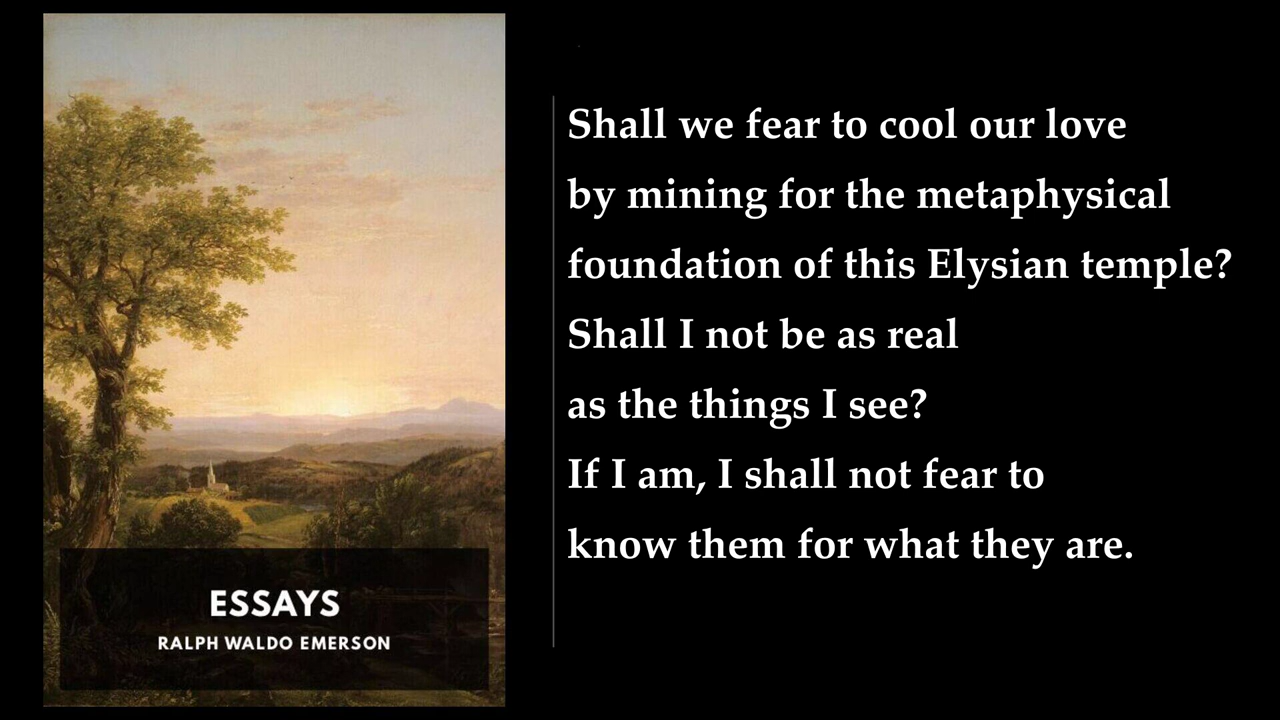 ESSAYS
RALPH WALDO EMERSON
Shall we fear to cool our love
by mining for the metaphysical
foundation of this Elysian temple?
Shall I not be as real
as the things I see?
If I am, I shall not fear to
know them for what they are.